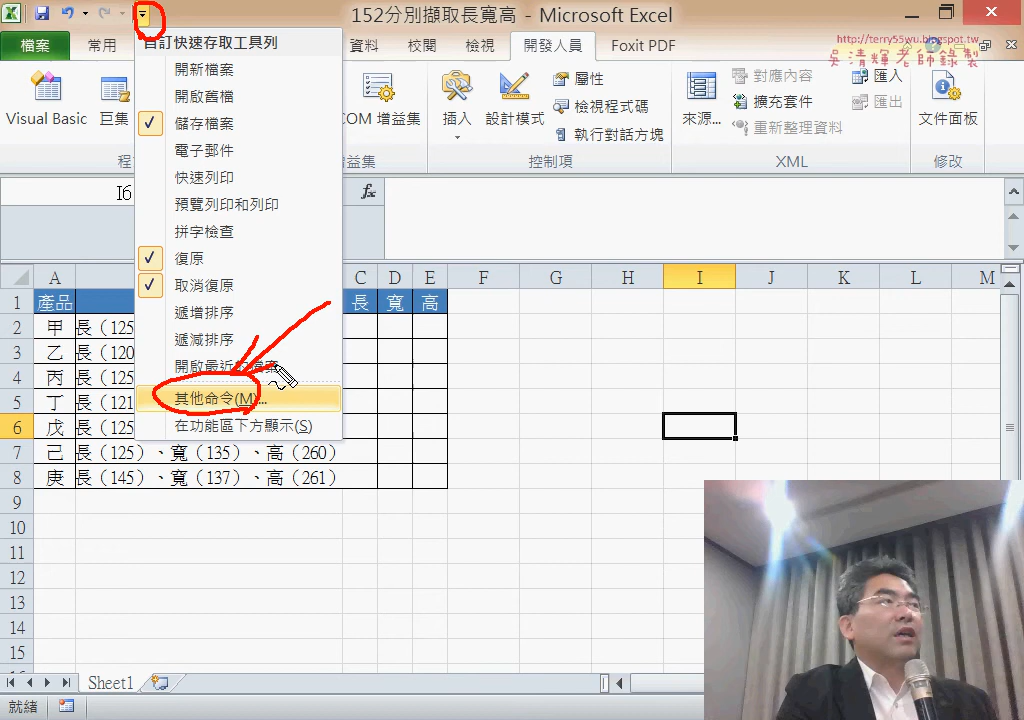 152分別擷取長寬高 - Microsoft Excel
http://terry55wu.blogspot.tw
吳清輝老師錄製
檔案
常用
資料
校閱
檢視
開發人員
Foxit PDF
Visual Basic
巨集
COM 增益集
插入
設計模式
屬性
檢視程式碼
執行對話方塊
控制項
來源...
對應內容
擴充套件
重新整理資料
匯入
匯出
XML
文件面板
修改
自訂快速存取工具列
開新檔案
開啟舊檔
儲存檔案
電子郵件
快速列印
預覽列印和列印
拼字檢查
復原
取消復原
遞增排序
遞減排序
開啟最近
其他命令(M)...
在功能區下方顯示(S)
I6
fx
A C D E F G H I J K L M
1 產品 長 寬 高
2 甲 長（125
3 乙 長（120
4 丙 長（125
5 丁 長（121
6 戊 長（125
7 己 長（125）、寬（135）、高（260）
8 庚 長（145）、寬（137）、高（261）
9
10
11
12
13
14
15
Sheet1
就緒